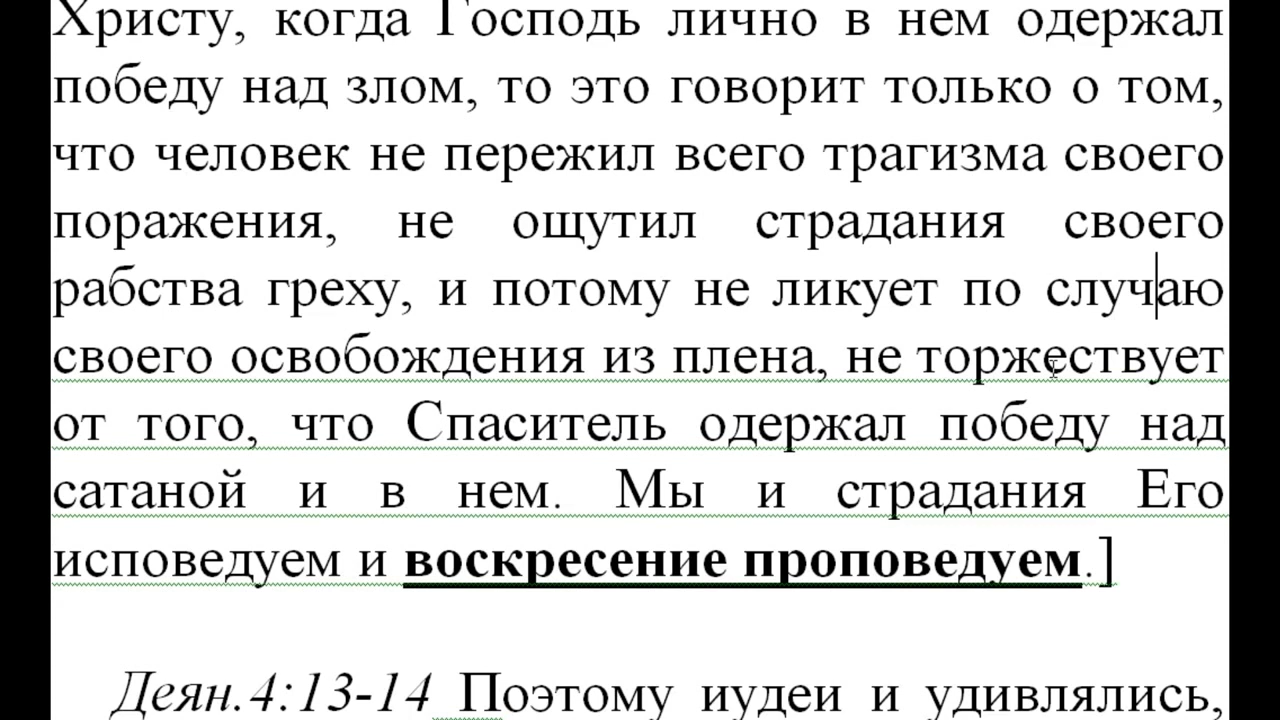 Христу, когда Господь лично в нем одержал
победу над злом, то это говорит только о том,
что человек не пережил всего трагизма своего
поражения, не ощутил страдания своего
рабства греху, и потому не ликует по случаю
своего освобождения из плена, не торжествует
от того, что Спаситель одержал победу над
сатаной и в нем. Мы и страдания Его
исповедуем и воскресение проповедуем.]
Деян.4:13-14 Поэтому иудеи и удивлялись,